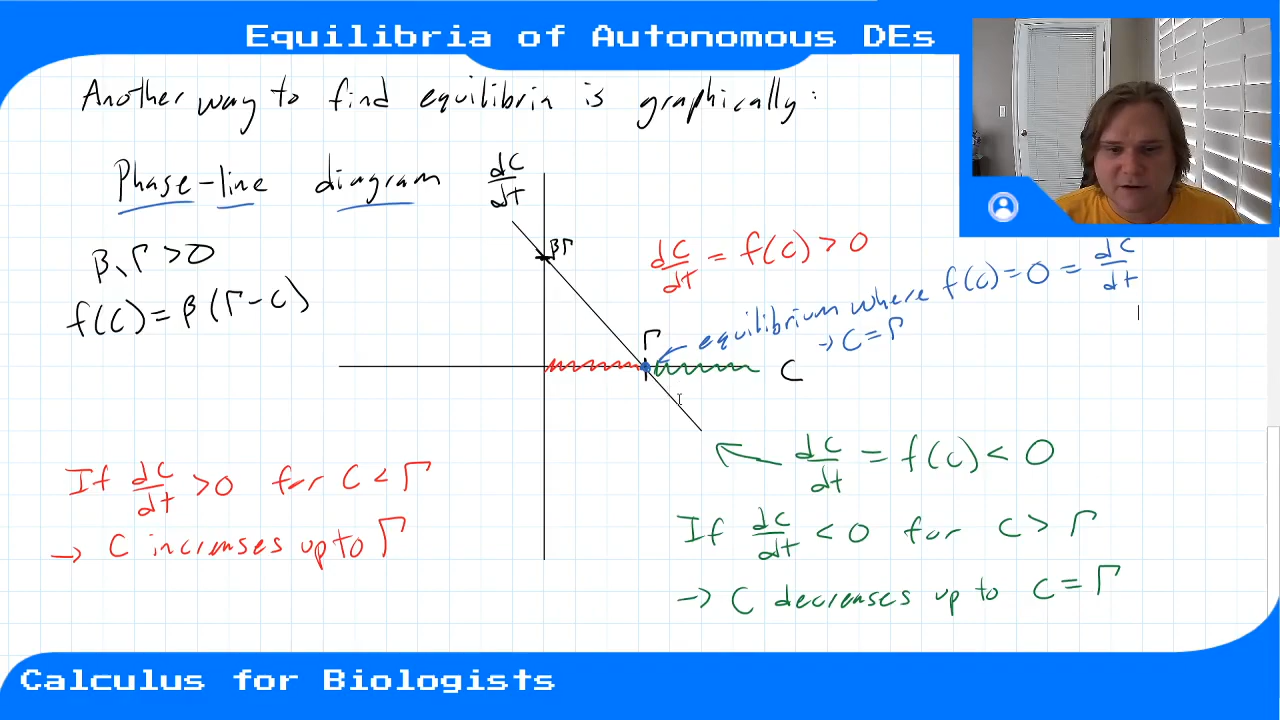 Equilibria of Autonomous DEs
Another way to find equilibria is graphically:
Phase-line diagram
dC/dt
β, Γ > 0
f(C) = β(Γ - C)
βΓ
dC/dt = f(C) > 0
equilibrium where f(C) = 0 = dC/dt
→ C = Γ
Γ
C
If dC/dt > 0 for C < Γ
→ C increases up to Γ
dC/dt = f(C) < 0
If dC/dt < 0 for C > Γ
→ C decreases up to C = Γ
Calculus for Biologists